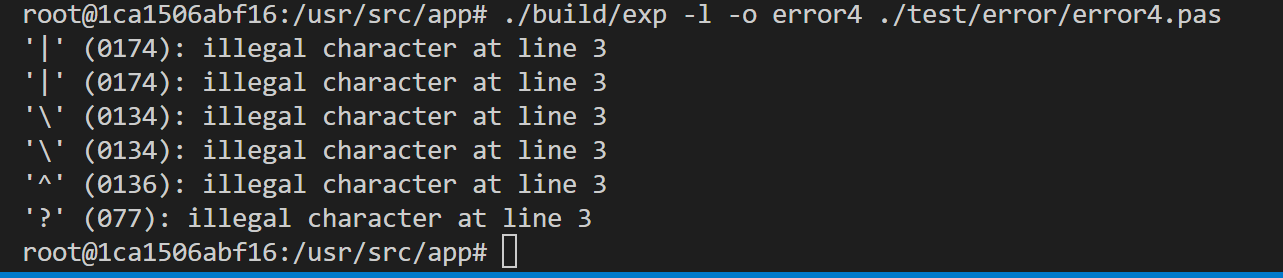 root@1ca1506abf16:/usr/src/app# ./build/exp -l -o error4 ./test/error/error4.pas
'|' (0174): illegal character at line 3
'|' (0174): illegal character at line 3
'\' (0134): illegal character at line 3
'\' (0134): illegal character at line 3
'^' (0136): illegal character at line 3
'?' (077): illegal character at line 3
root@1ca1506abf16:/usr/src/app#